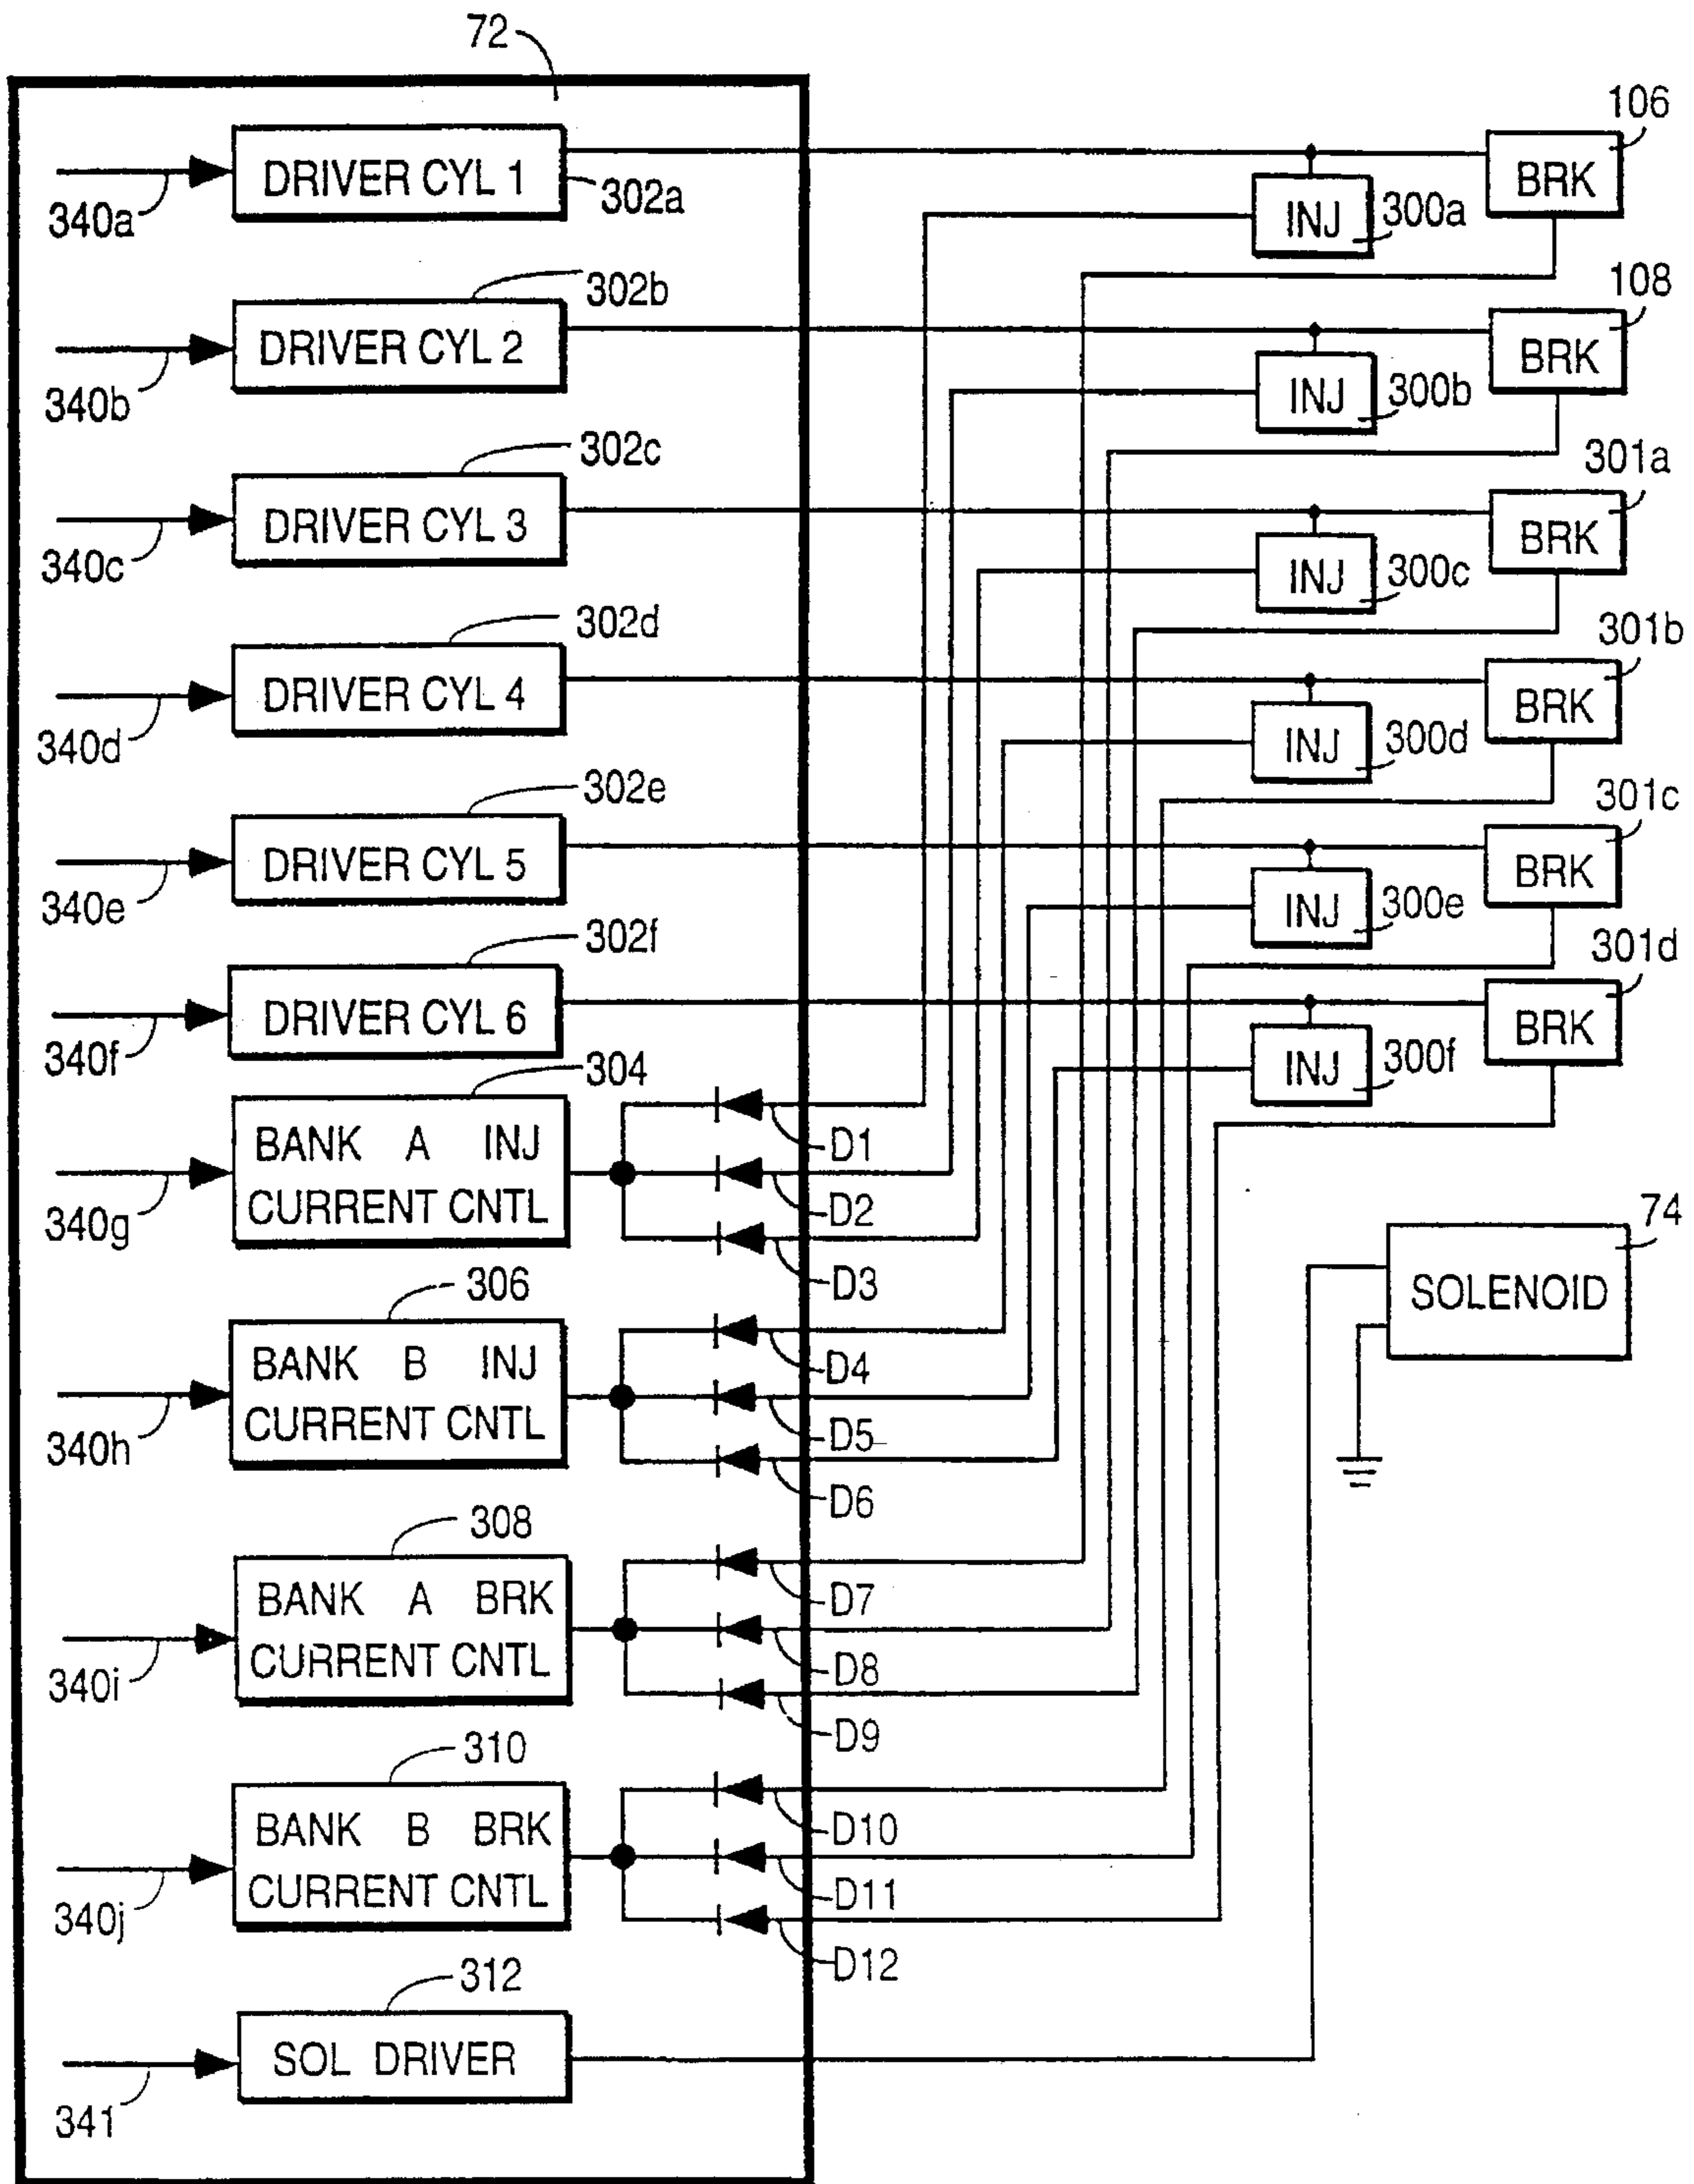 72
106
DRIVER CYL 1
BRK
340a
302a
INJ
300a
302b
108
DRIVER CYL 2
BRK
340b
INJ
300b
302c
301a
DRIVER CYL 3
BRK
340c
INJ
300c
302d
301b
DRIVER CYL 4
BRK
340d
INJ
300d
302e
301c
DRIVER CYL 5
BRK
340e
INJ
300e
302f
301d
DRIVER CYL 6
BRK
340f
INJ
300f
304
BANK A INJ
CURRENT CNTL
340g
D1
D2
D3
74
SOLENOID
306
BANK B INJ
CURRENT CNTL
340h
D4
D5
D6
308
BANK A BRK
CURRENT CNTL
340i
D7
D8
D9
310
BANK B BRK
CURRENT CNTL
340j
D10
D11
D12
312
SOL DRIVER
341